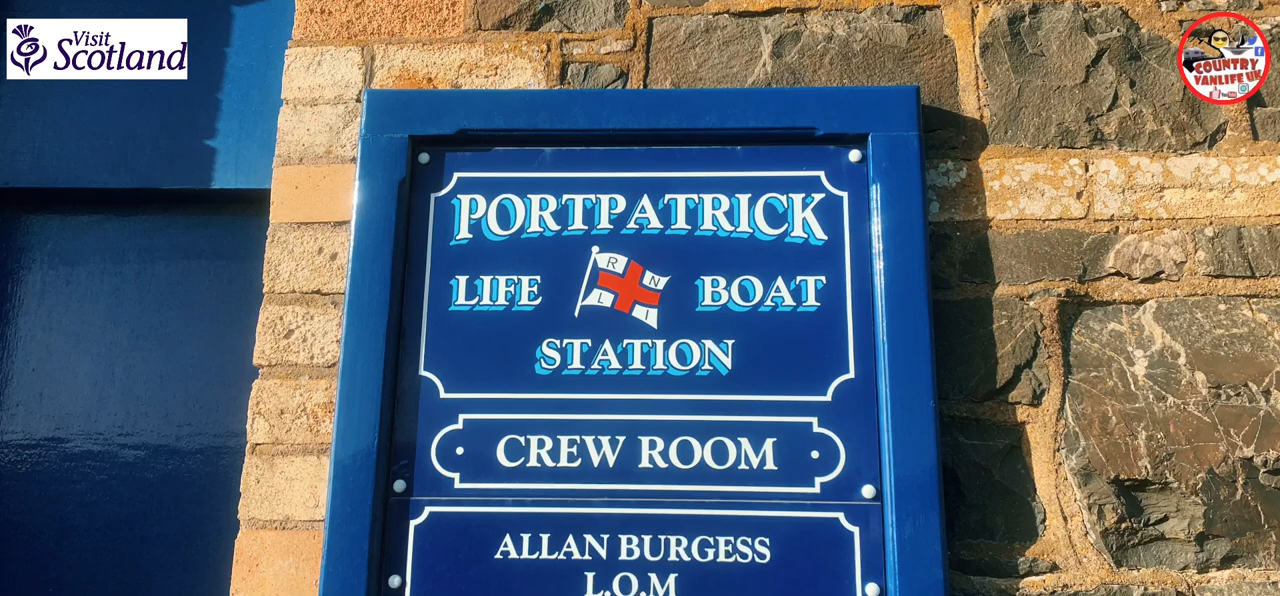 Visit
Scotland
COUNTRY
VANLIFE UK
PORTPATRICK
LIFE BOAT
R N
L I
STATION
CREW ROOM
ALLAN BURGESS
L.O.M